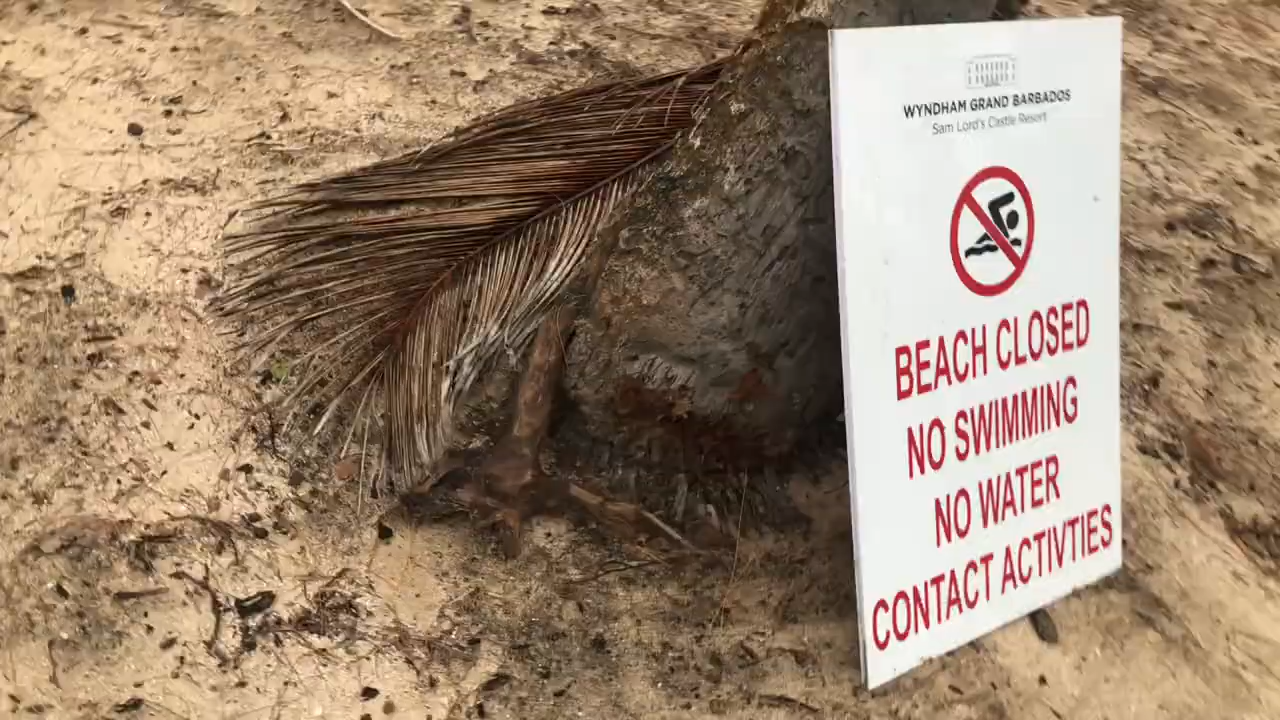 WYNDHAM GRAND BARBADOS
Sam Lord's Castle Resort
BEACH CLOSED
NO SWIMMING
NO WATER
CONTACT ACTIVTIES